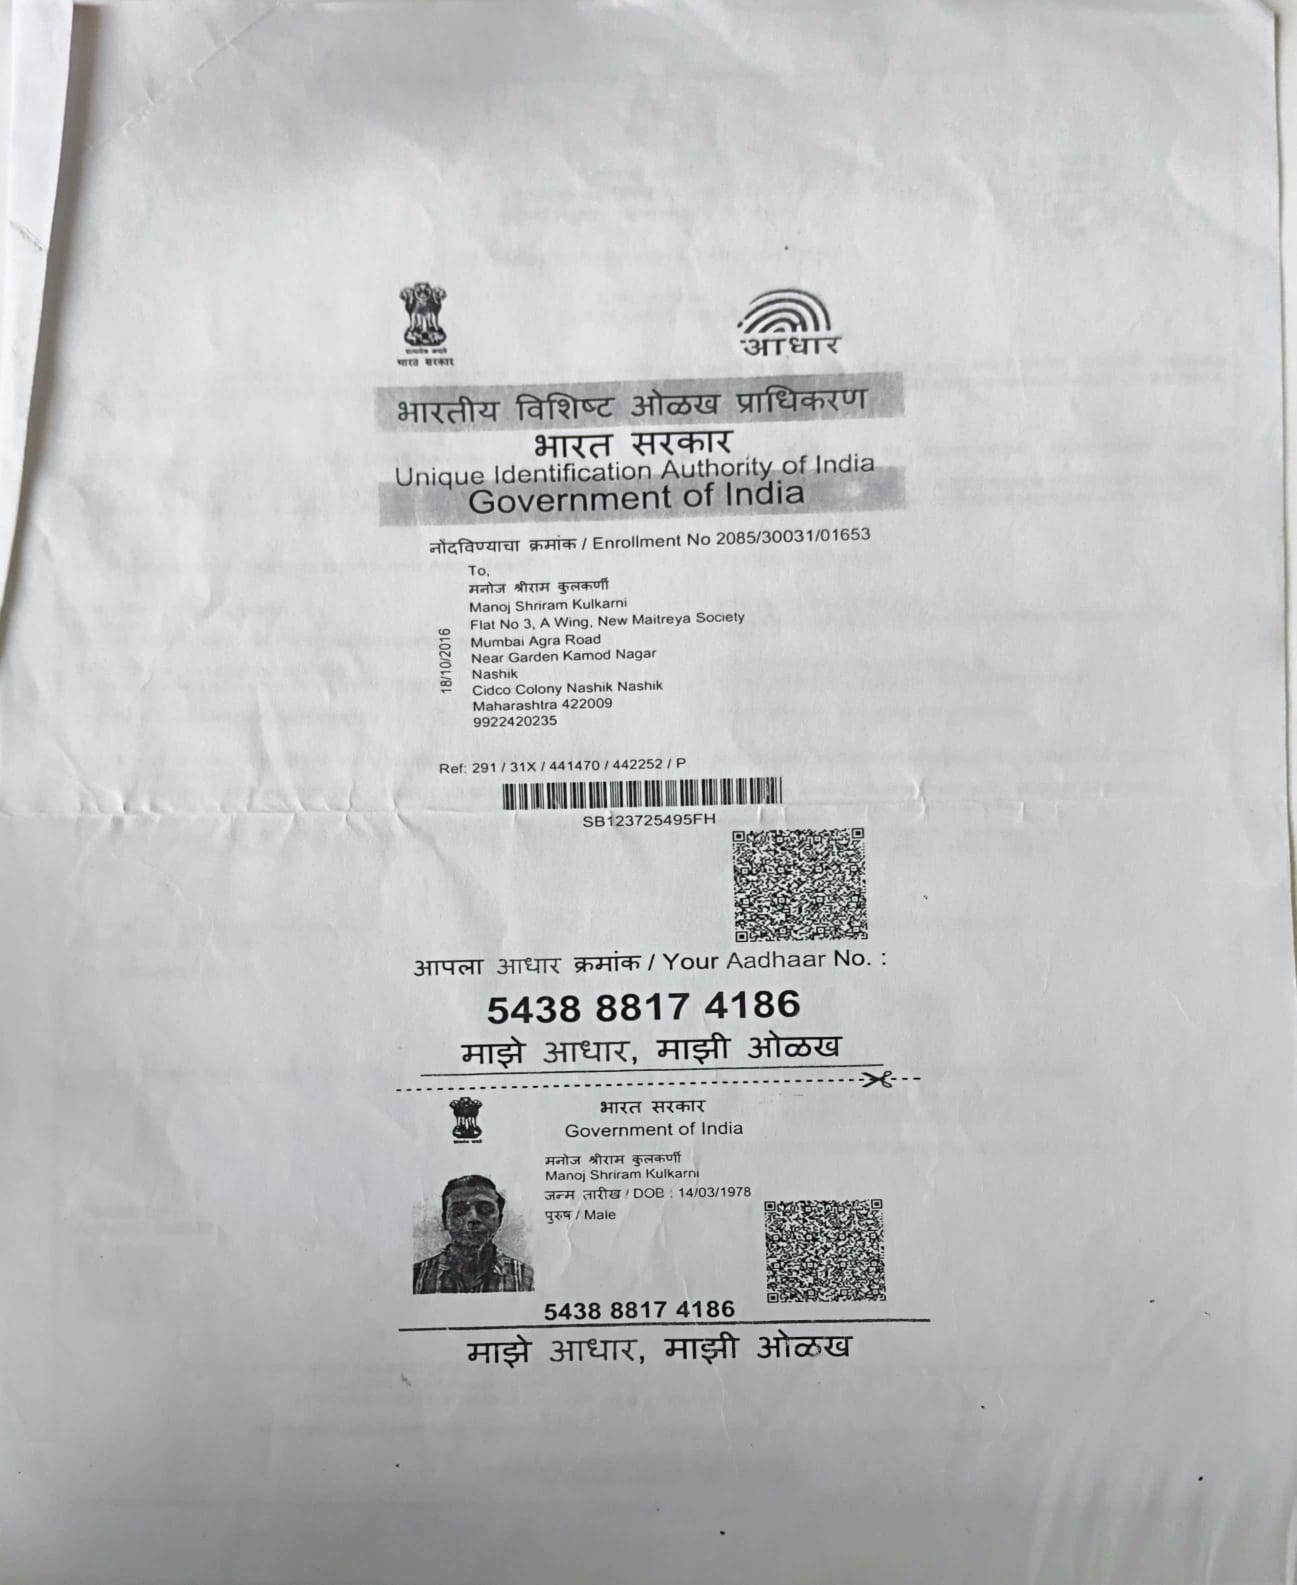 भारत सरकार
आधार
भारतीय विशिष्ट ओळख प्राधिकरण
भारत सरकार
Unique Identification Authority of India
Government of India
नोंदविण्याचा क्रमांक / Enrollment No 2085/30031/01653
To,
मनोज श्रीराम कुलकर्णी
Manoj Shriram Kulkarni
Flat No 3, A Wing, New Maitreya Society
Mumbai Agra Road
Near Garden Kamod Nagar
Nashik
Cidco Colony Nashik Nashik
Maharashtra 422009
9922420235
18/10/2016
Ref: 291 / 31X / 441470 / 442252 / P
SB123725495FH
आपला आधार क्रमांक / Your Aadhaar No. :
5438 8817 4186
माझे आधार, माझी ओळख
भारत सरकार
Government of India
मनोज श्रीराम कुलकर्णी
Manoj Shriram Kulkarni
जन्म तारीख / DOB : 14/03/1978
पुरुष / Male
5438 8817 4186
माझे आधार, माझी ओळख